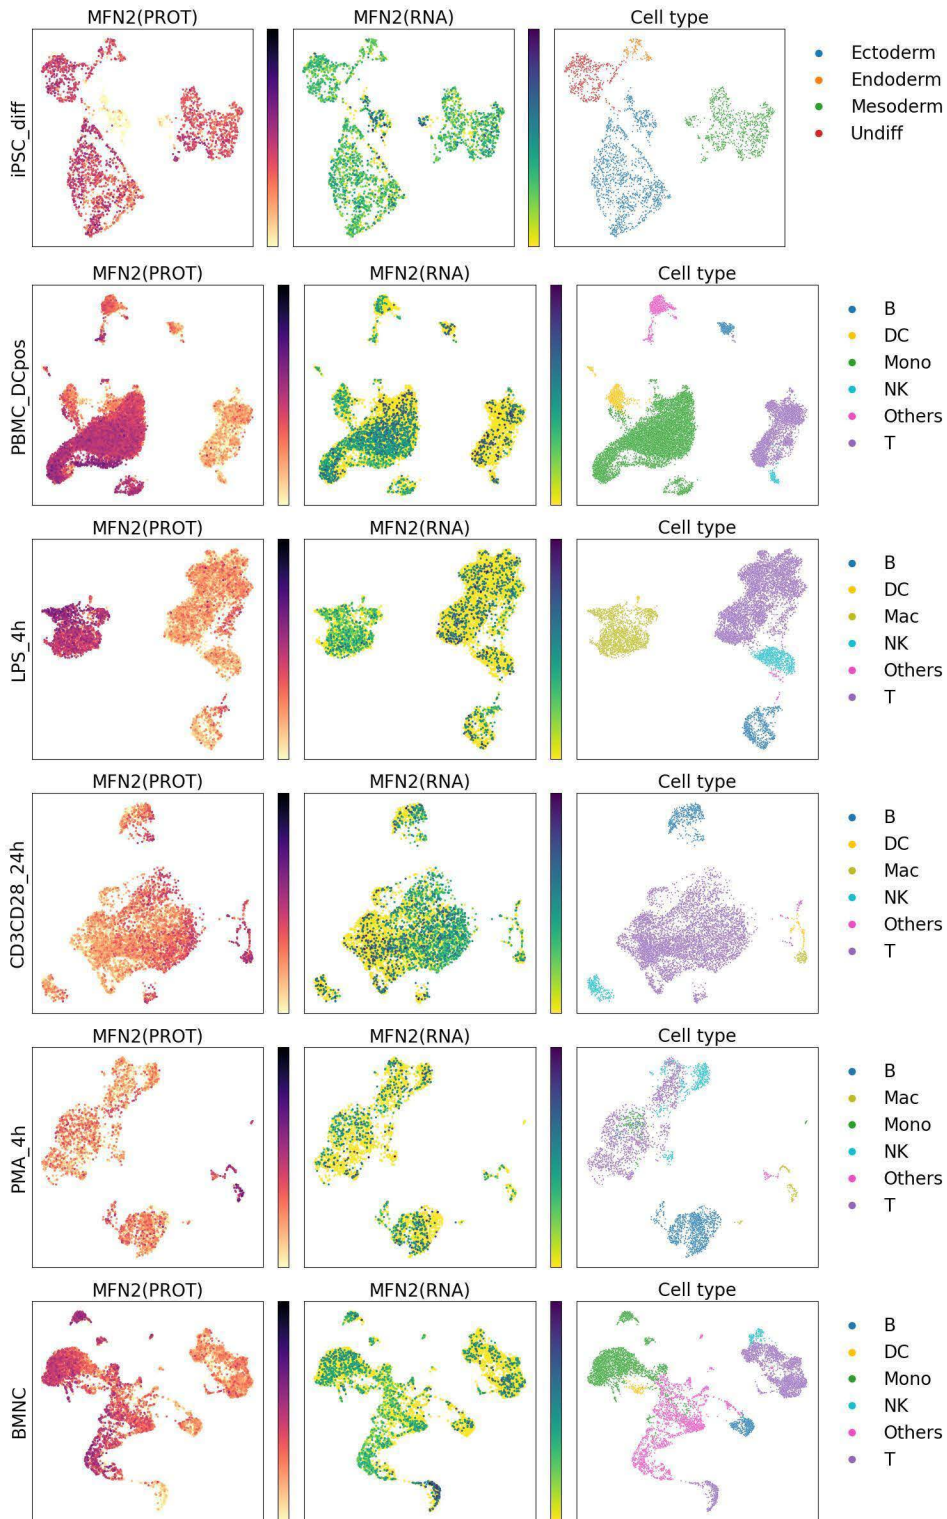 MFN2(PROT)
MFN2(RNA)
Cell type
iPSC_diff
Ectoderm
Endoderm
Mesoderm
Undiff
MFN2(PROT)
MFN2(RNA)
Cell type
PBMC_DCpos
B
DC
Mono
NK
Others
T
MFN2(PROT)
MFN2(RNA)
Cell type
LPS_4h
B
DC
Mac
NK
Others
T
MFN2(PROT)
MFN2(RNA)
Cell type
CD3CD28_24h
B
DC
Mac
NK
Others
T
MFN2(PROT)
MFN2(RNA)
Cell type
PMA_4h
B
Mac
Mono
NK
Others
T
MFN2(PROT)
MFN2(RNA)
Cell type
BMNC
B
DC
Mono
NK
Others
T